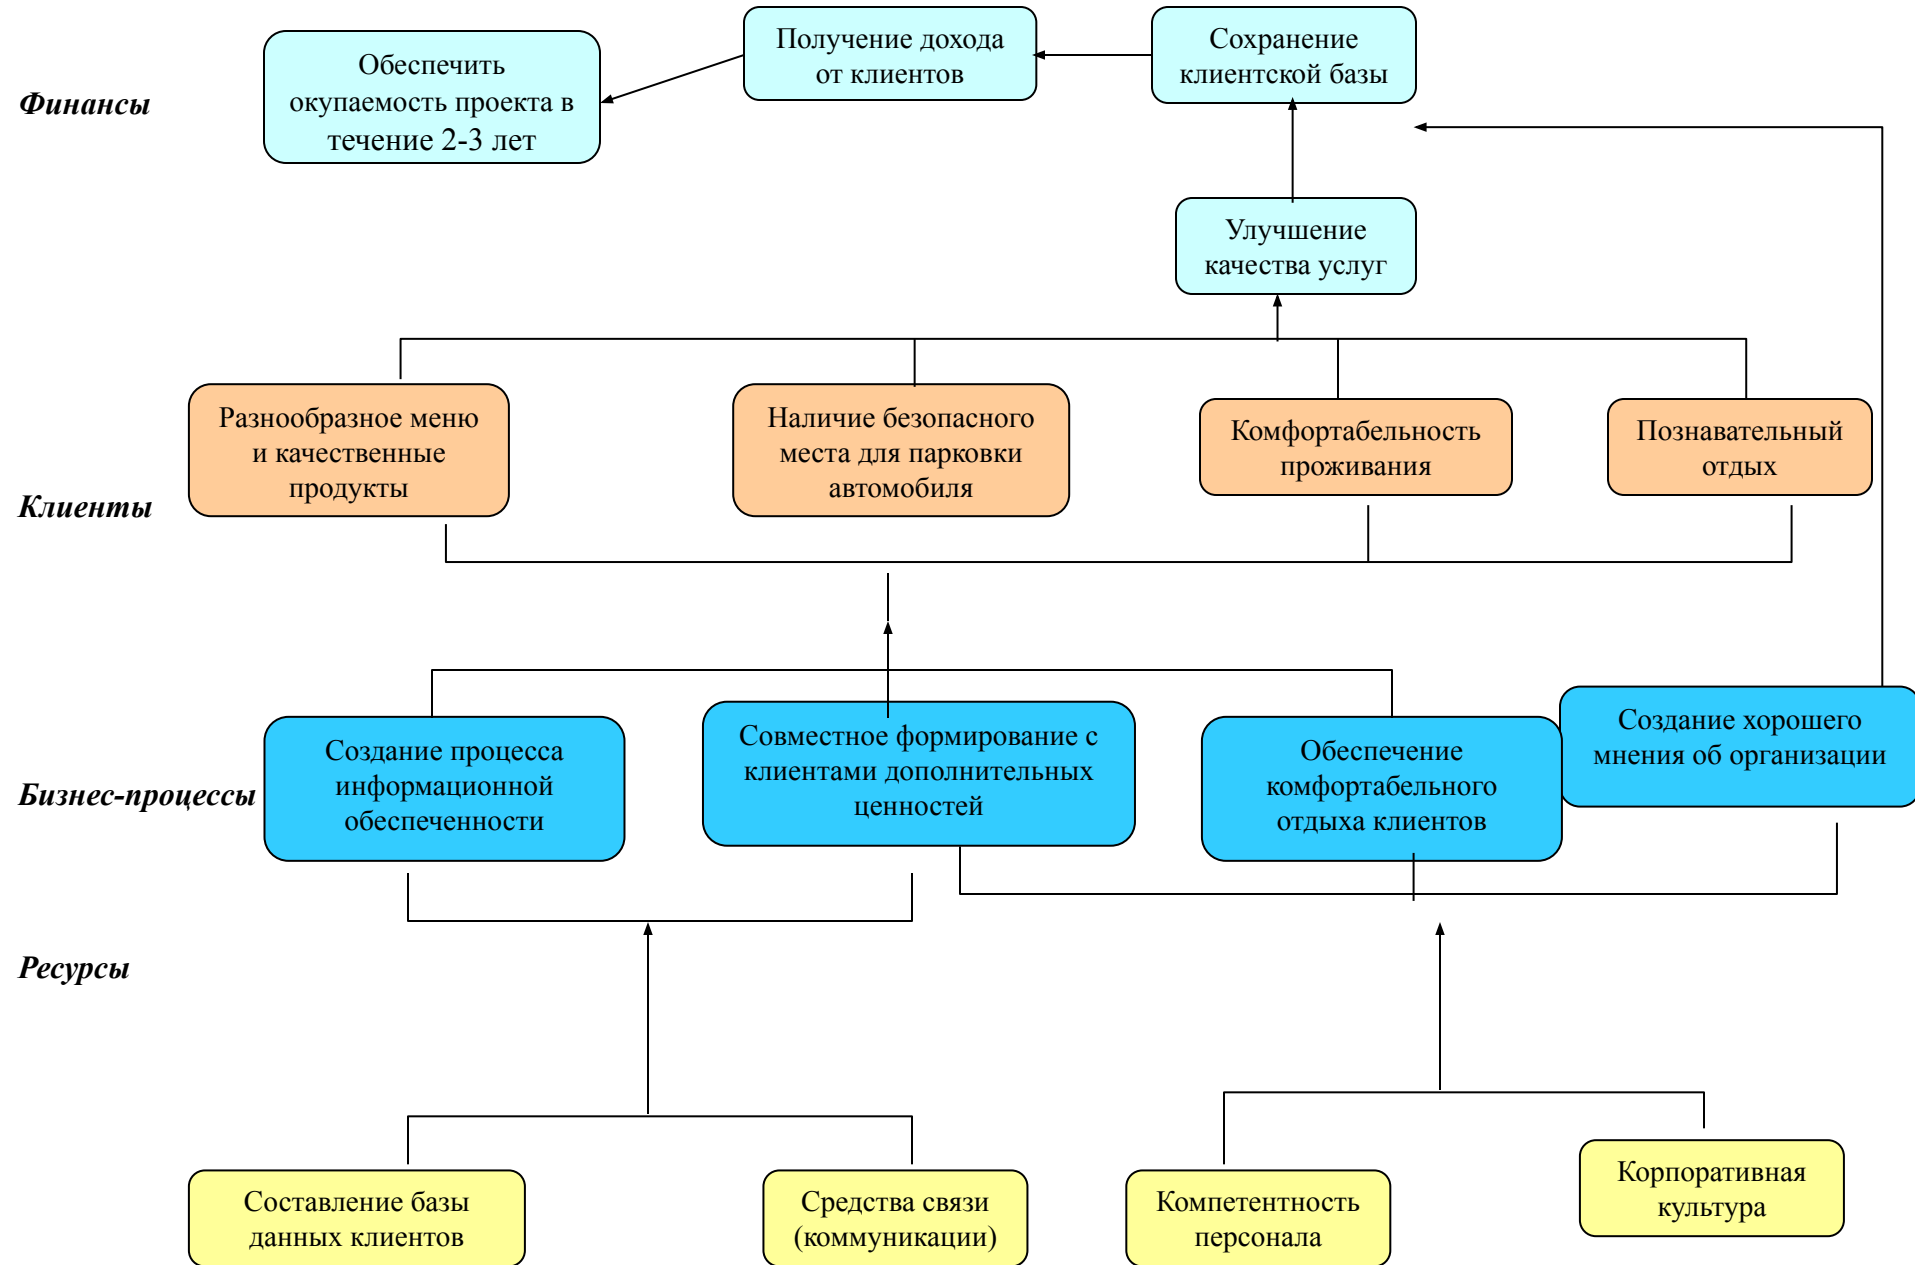 Финансы
Обеспечить
окупаемость проекта в
течение 2-3 лет
Получение дохода
от клиентов
Сохранение
клиентской базы
Улучшение
качества услуг
Клиенты
Разнообразное меню
и качественные
продукты
Наличие безопасного
места для парковки
автомобиля
Комфортабельность
проживания
Познавательный
отдых
Бизнес-процессы
Создание процесса
информационной
обеспеченности
Совместное формирование с
клиентами дополнительных
ценностей
Обеспечение
комфортабельного
отдыха клиентов
Создание хорошего
мнения об организации
Ресурсы
Составление базы
данных клиентов
Средства связи
(коммуникации)
Компетентность
персонала
Корпоративная
культура